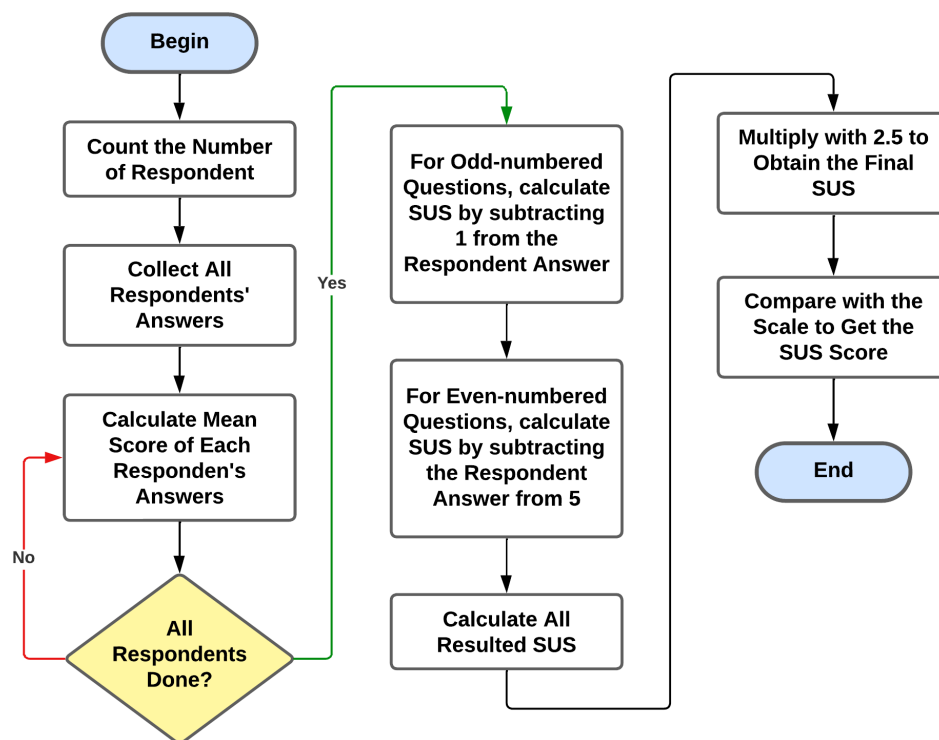 Begin
Count the Number
of Respondent
Collect All
Respondents'
Answers
Calculate Mean
Score of Each
Responden's
Answers
No
All
Respondents
Done?
Yes
For Odd-numbered
Questions, calculate
SUS by subtracting
1 from the
Respondent Answer
For Even-numbered
Questions, calculate
SUS by subtracting
the Respondent
Answer from 5
Calculate All
Resulted SUS
Multiply with 2.5 to
Obtain the Final
SUS
Compare with the
Scale to Get the
SUS Score
End